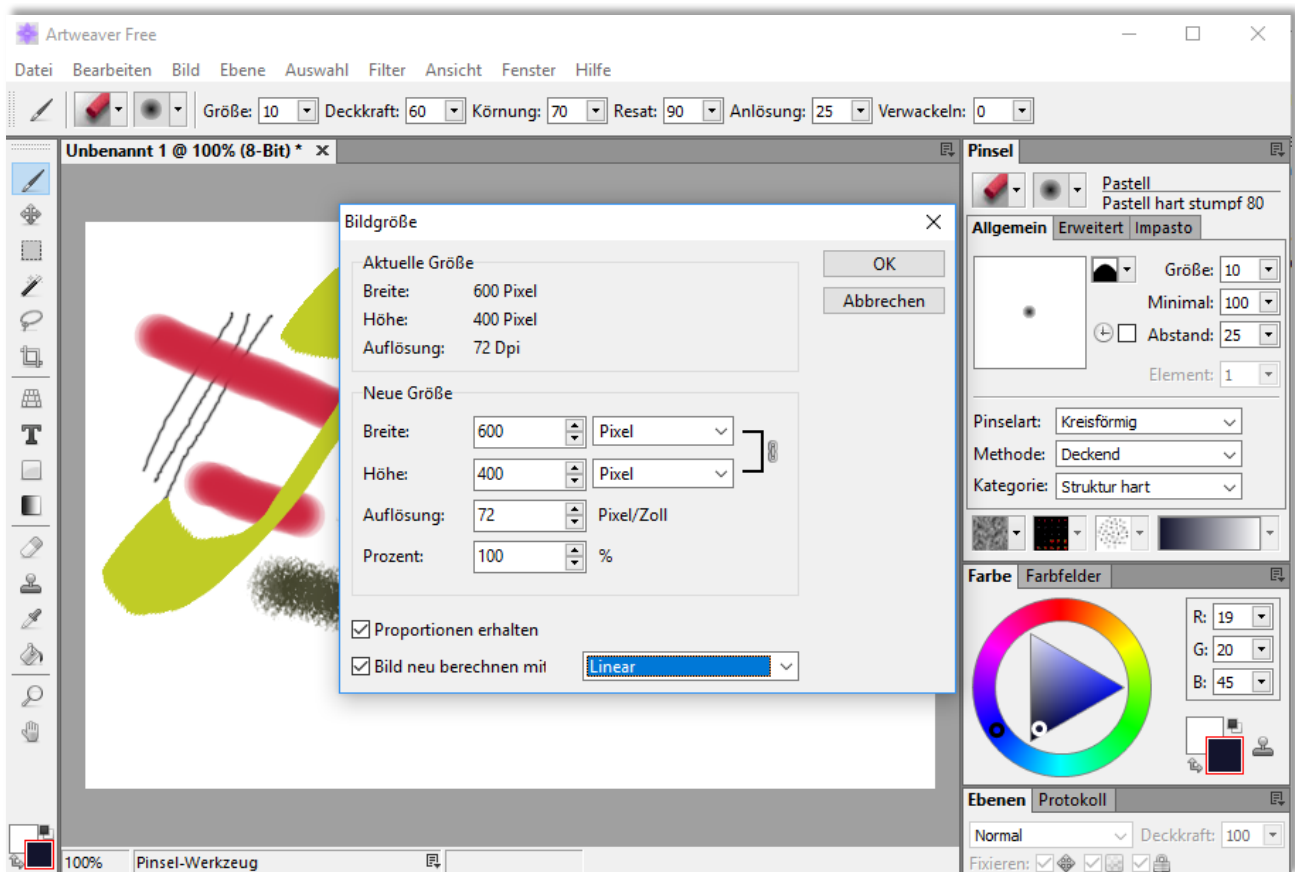 Artweaver Free
Datei Bearbeiten Bild Ebene Auswahl Filter Ansicht Fenster Hilfe
Größe: 10 Deckkraft: 60 Körnung: 70 Resat: 90 Anlösung: 25 Verwackeln: 0
Unbenannt 1 @ 100% (8-Bit) *
Bildgröße
Aktuelle Größe
Breite: 600 Pixel
Höhe: 400 Pixel
Auflösung: 72 Dpi
Neue Größe
Breite: 600 Pixel
Höhe: 400 Pixel
Auflösung: 72 Pixel/Zoll
Prozent: 100 %
Proportionen erhalten
Bild neu berechnen mit Linear
OK
Abbrechen
Pinsel
Pastell
Pastell hart stumpf 80
Allgemein Erweitert Impasto
Größe: 10
Minimal: 100
Abstand: 25
Element: 1
Pinselart: Kreisförmig
Methode: Deckend
Kategorie: Struktur hart
Farbe Farbfelder
R: 19
G: 20
B: 45
Ebenen Protokoll
Normal Deckkraft: 100
Fixieren:
100% Pinsel-Werkzeug